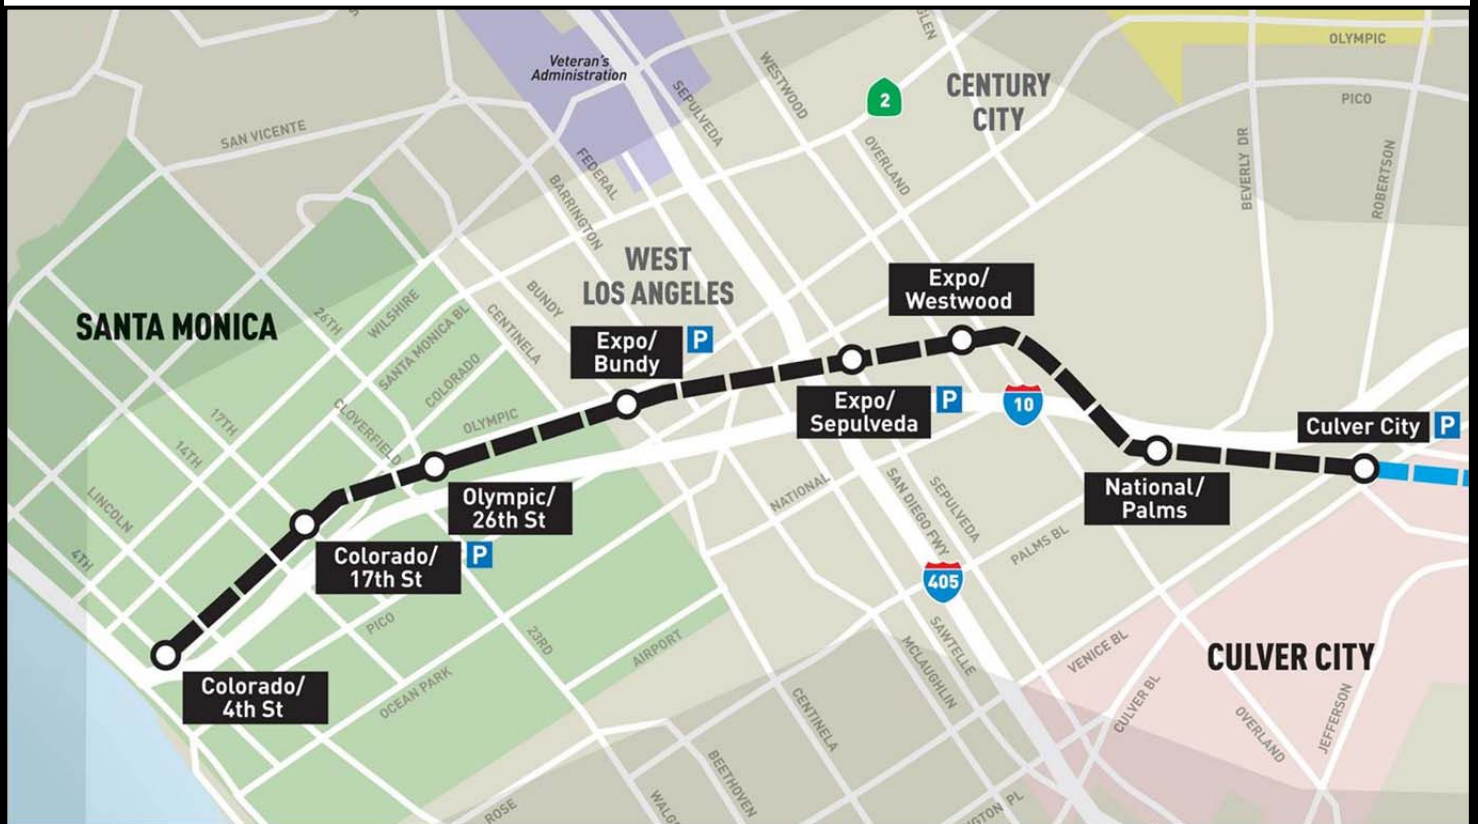 OLYMPIC
Veteran's
Administration
WESTWOOD
SEPULVEDA
2
CENTURY
CITY
PICO
SAN VICENTE
BEVERLY DR
ROBERTSON
OVERLAND
FEDERAL
BARRINGTON
WEST
LOS ANGELES
Expo/
Westwood
SANTA MONICA
26TH
WILSHIRE
SANTA MONICA BL
COLORADO
BUNDY
CENTINELA
Expo/
Bundy
P
Expo/
Sepulveda
P
10
Culver City
P
CLOVERFIELD
OLYMPIC
17TH
14TH
LINCOLN
4TH
Olympic/
26th St
Colorado/
17th St
P
NATIONAL
SAN DIEGO FWY
SEPULVEDA
PALMS BL
National/
Palms
405
Colorado/
4th St
PICO
OCEAN PARK
23RD
AIRPORT
SAWTELLE
MCLAUGHLIN
VENICE BL
CULVER CITY
CULVER BL
OVERLAND
JEFFERSON
CENTINELA
BEETHOVEN
ROSE